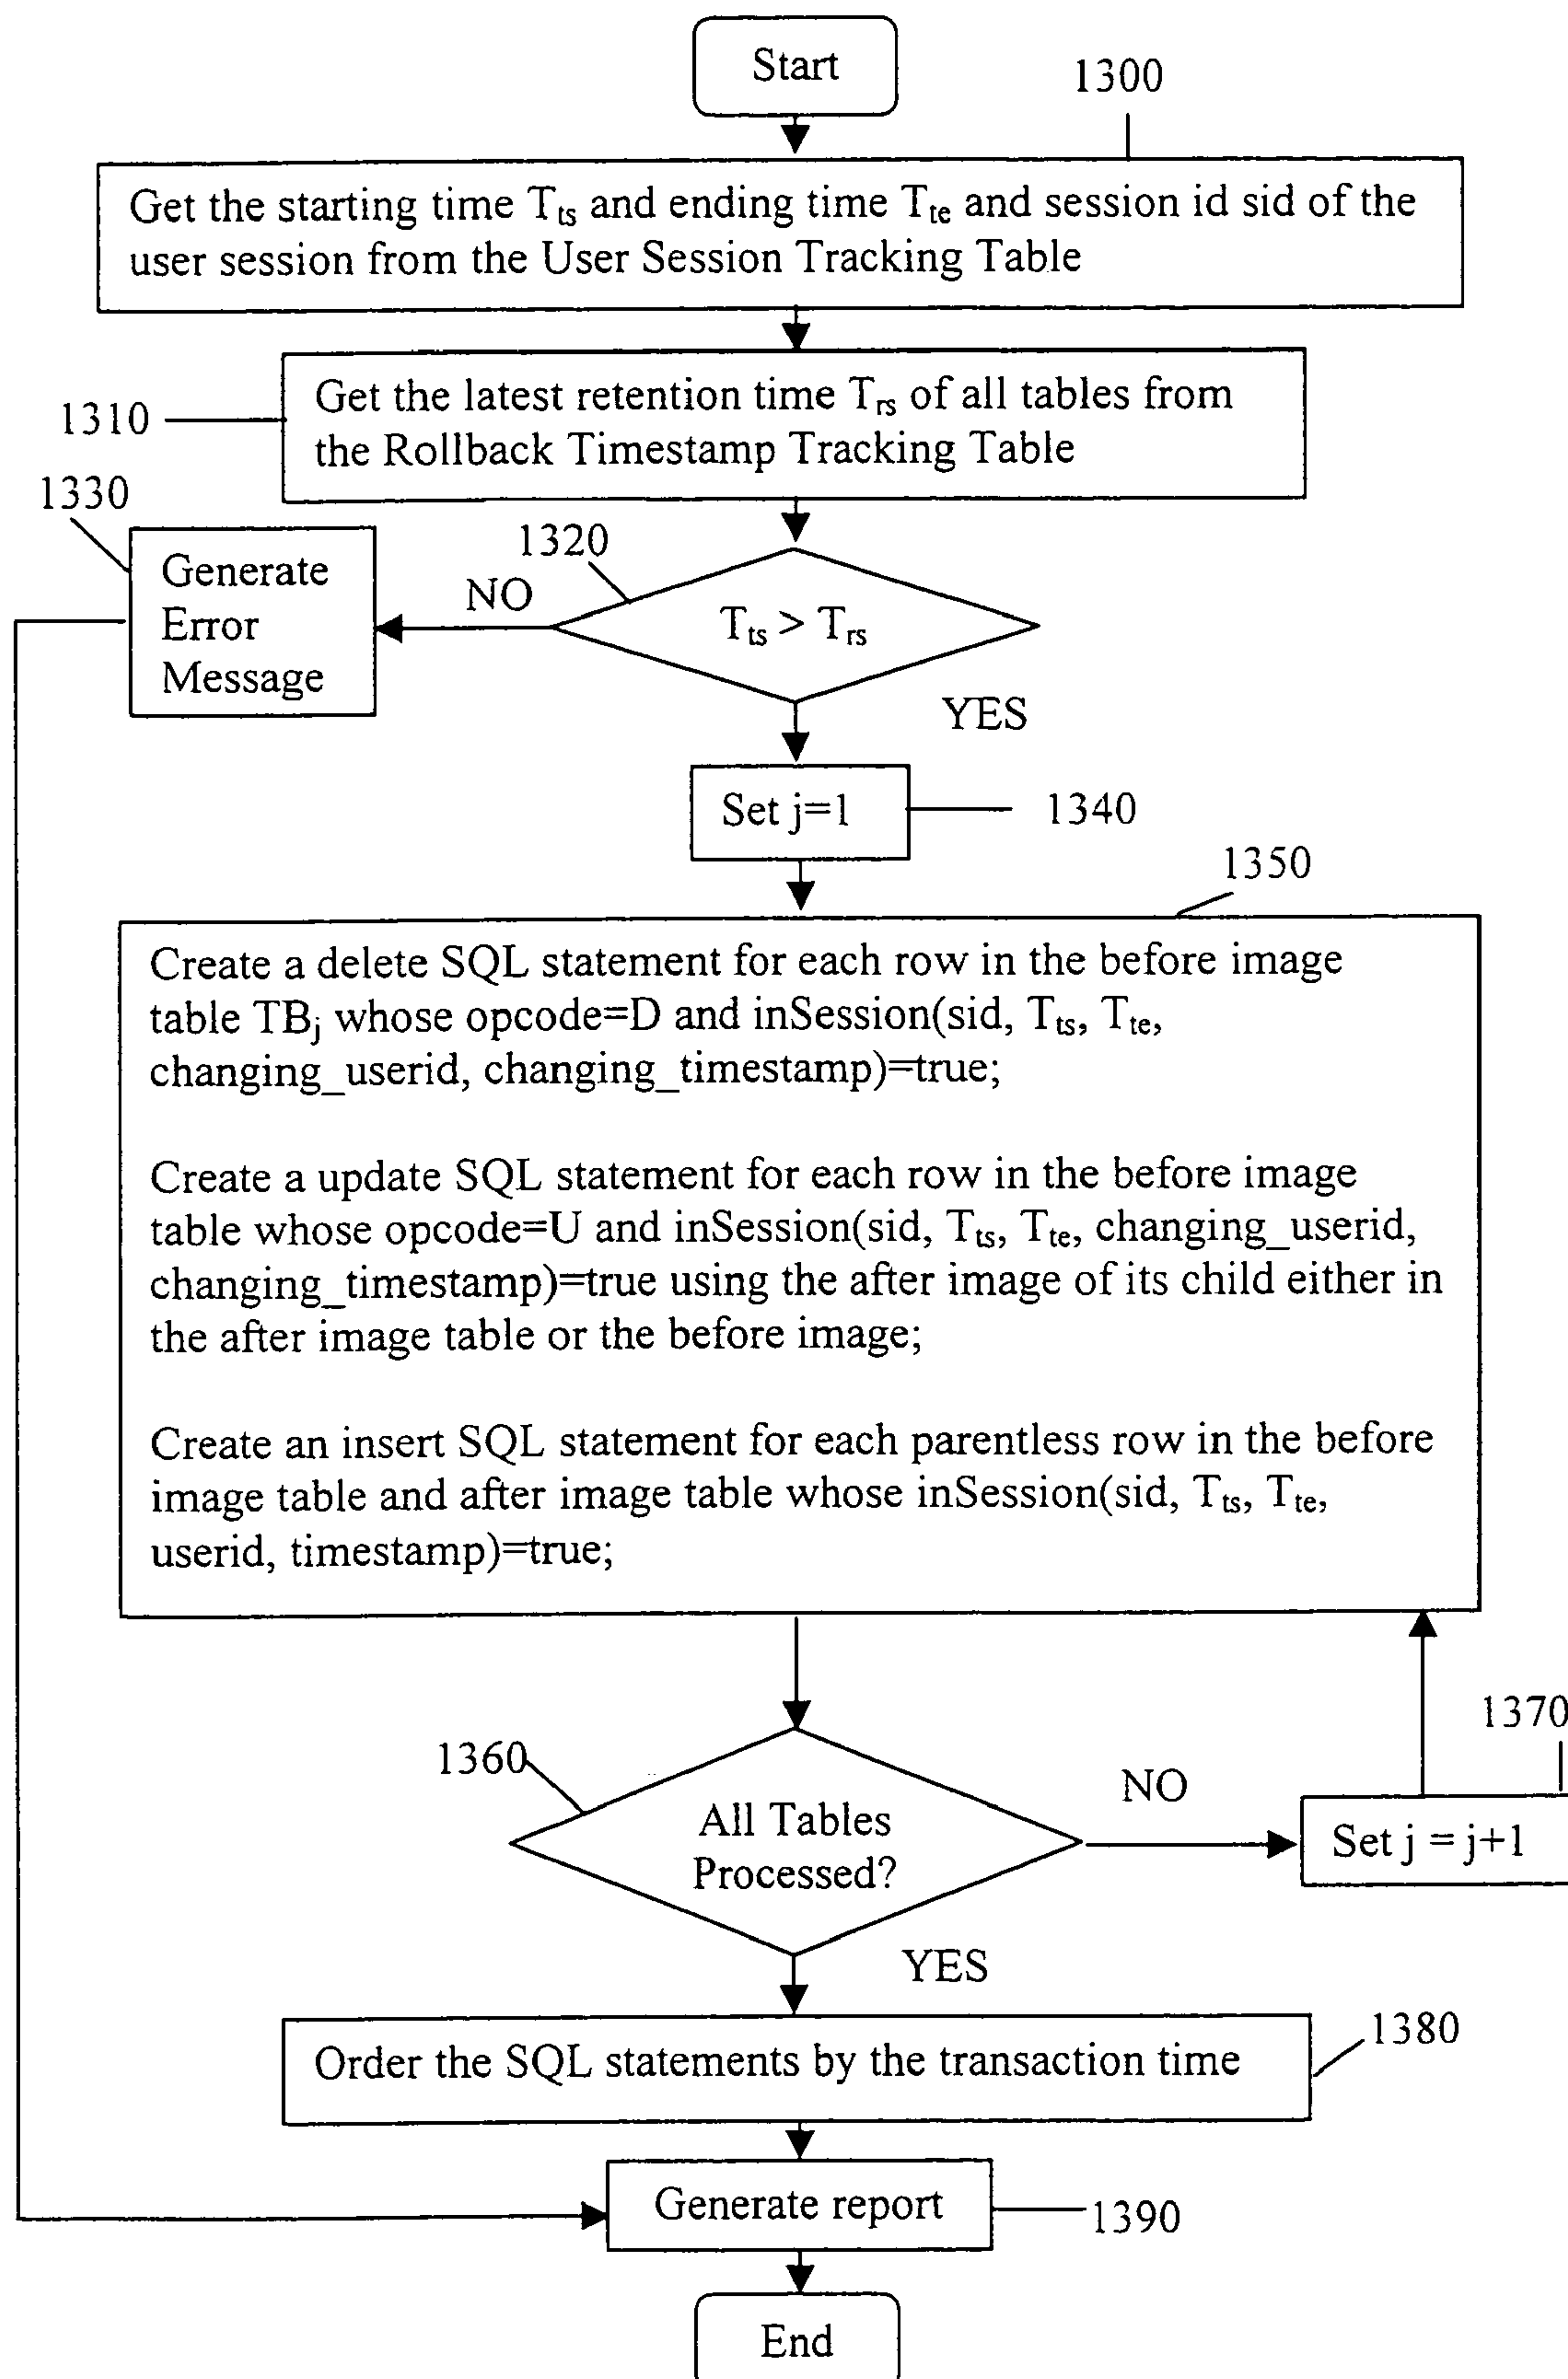 Start
1300
Get the starting time Tts and ending time Tte and session id sid of the
user session from the User Session Tracking Table
1310
Get the latest retention time Trs of all tables from
the Rollback Timestamp Tracking Table
1330
Generate
Error
Message
1320
NO
Tts > Trs
YES
Set j=1
1340
1350
Create a delete SQL statement for each row in the before image
table TBj whose opcode=D and inSession(sid, Tts, Tte,
changing_userid, changing_timestamp)=true;
Create a update SQL statement for each row in the before image
table whose opcode=U and inSession(sid, Tts, Tte, changing_userid,
changing_timestamp)=true using the after image of its child either in
the after image table or the before image;
Create an insert SQL statement for each parentless row in the before
image table and after image table whose inSession(sid, Tts, Tte,
userid, timestamp)=true;
1360
All Tables
Processed?
NO
1370
Set j = j+1
YES
Order the SQL statements by the transaction time
1380
Generate report
1390
End